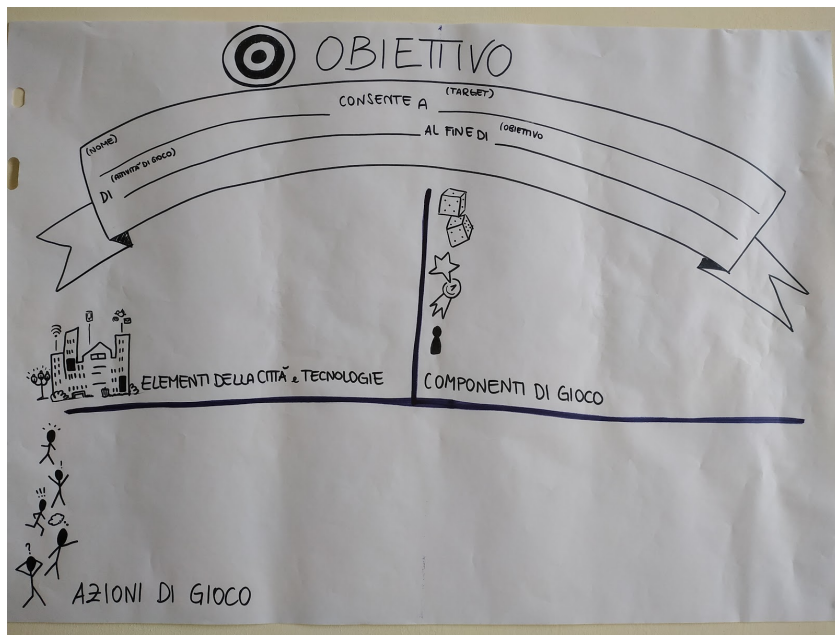 OBIETTIVO
(NOME) CONSENTE A (TARGET)
DI (ATTIVITÀ DI GIOCO) AL FINE DI (OBIETTIVO
ELEMENTI DELLA CITTÀ e TECNOLOGIE
COMPONENTI DI GIOCO
AZIONI DI GIOCO